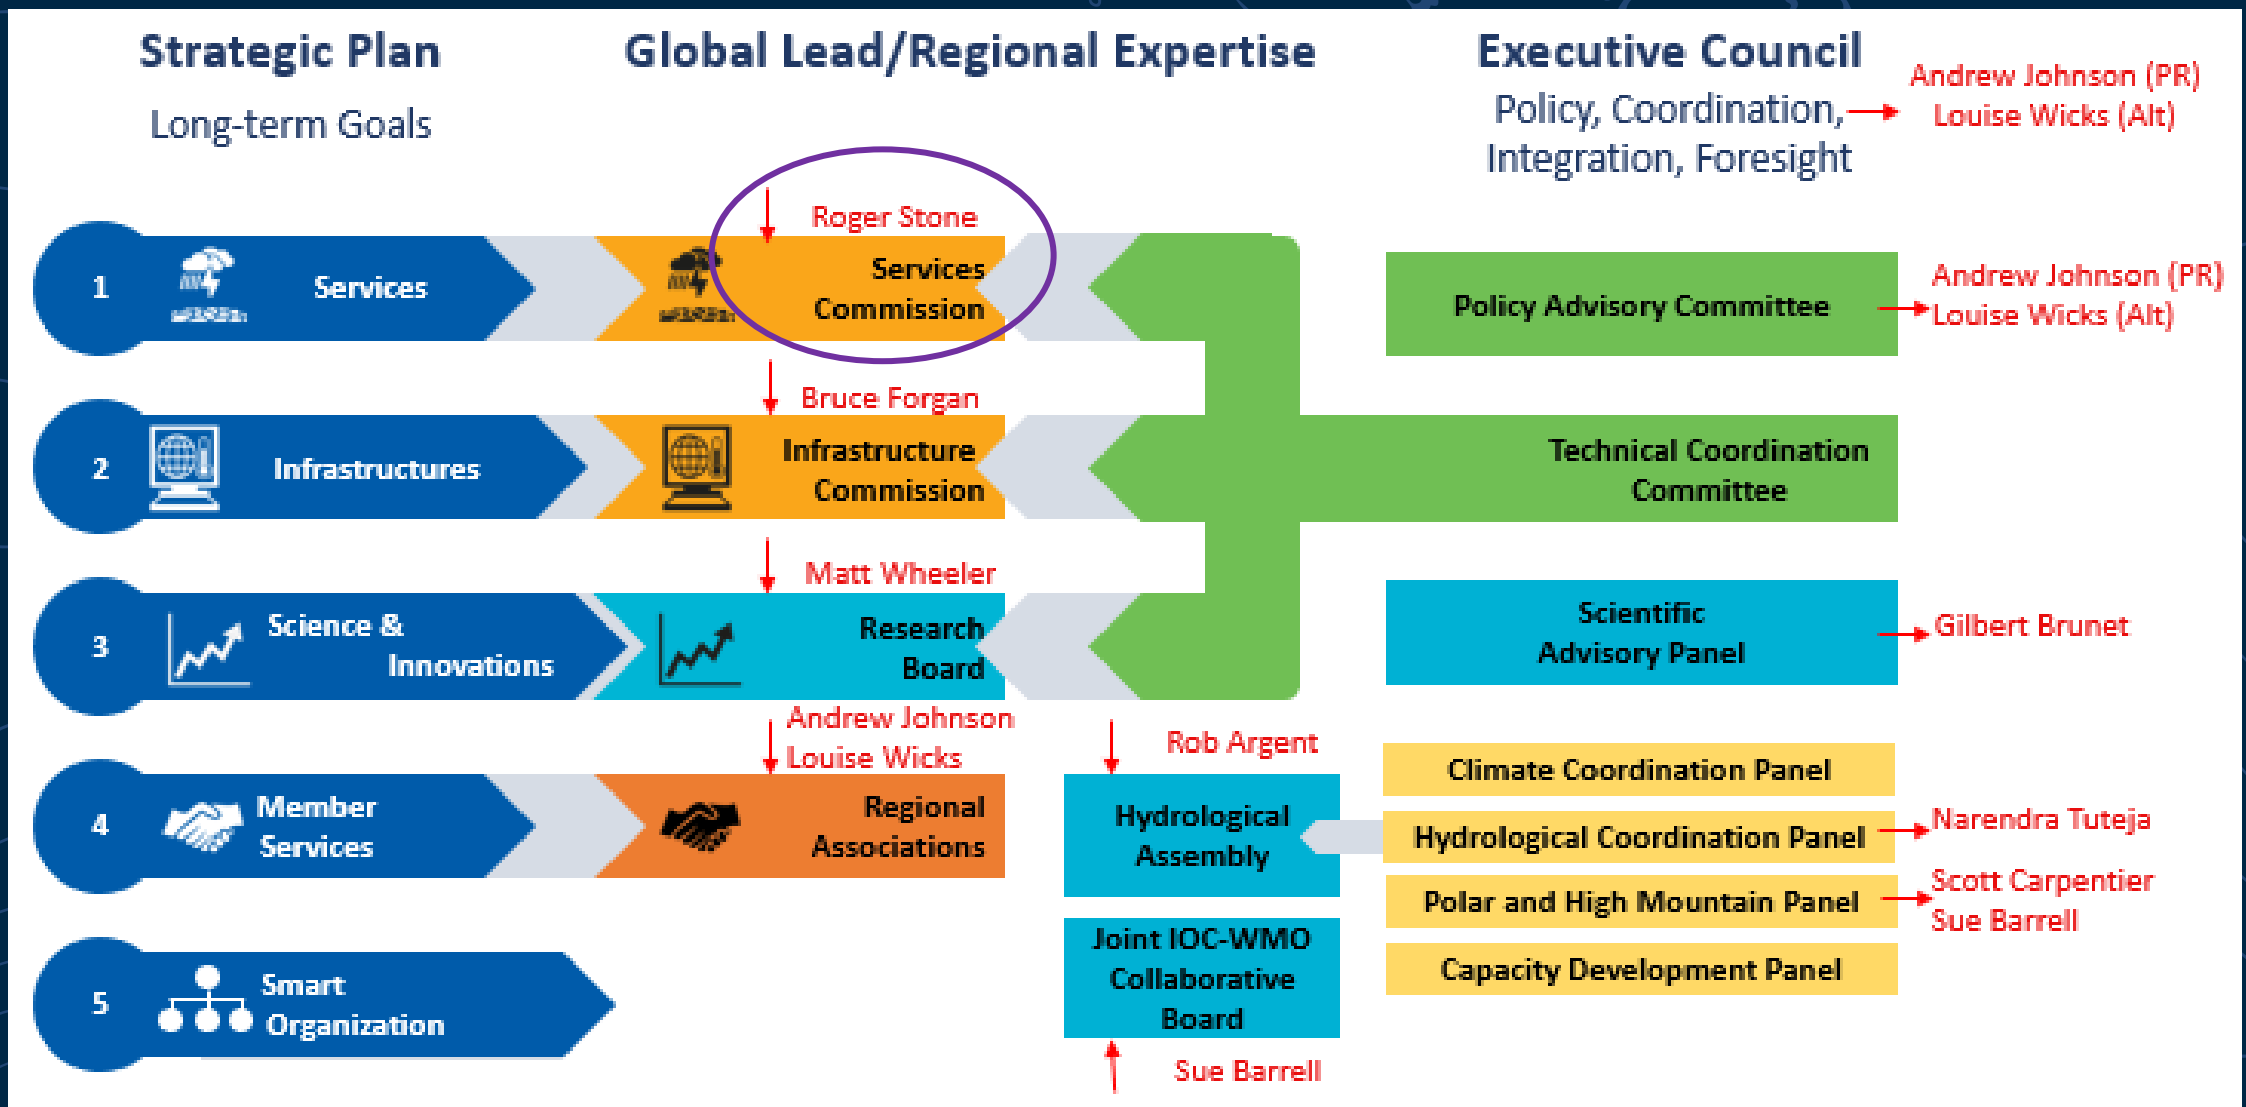 Strategic Plan
Long-term Goals
Global Lead/Regional Expertise
Executive Council
Policy, Coordination,
Integration, Foresight
Andrew Johnson (PR)
Louise Wicks (Alt)
1
Services
Roger Stone
Services
Commission
Policy Advisory Committee
Andrew Johnson (PR)
Louise Wicks (Alt)
2
Infrastructures
Bruce Forgan
Infrastructure
Commission
Technical Coordination
Committee
3
Science &
Innovations
Matt Wheeler
Research
Board
Scientific
Advisory Panel
Gilbert Brunet
4
Member
Services
Andrew Johnson
Louise Wicks
Regional
Associations
Rob Argent
Hydrological
Assembly
Climate Coordination Panel
Hydrological Coordination Panel
Narendra Tuteja
Polar and High Mountain Panel
Scott Carpentier
Sue Barrell
Capacity Development Panel
5
Smart
Organization
Joint IOC-WMO
Collaborative
Board
Sue Barrell